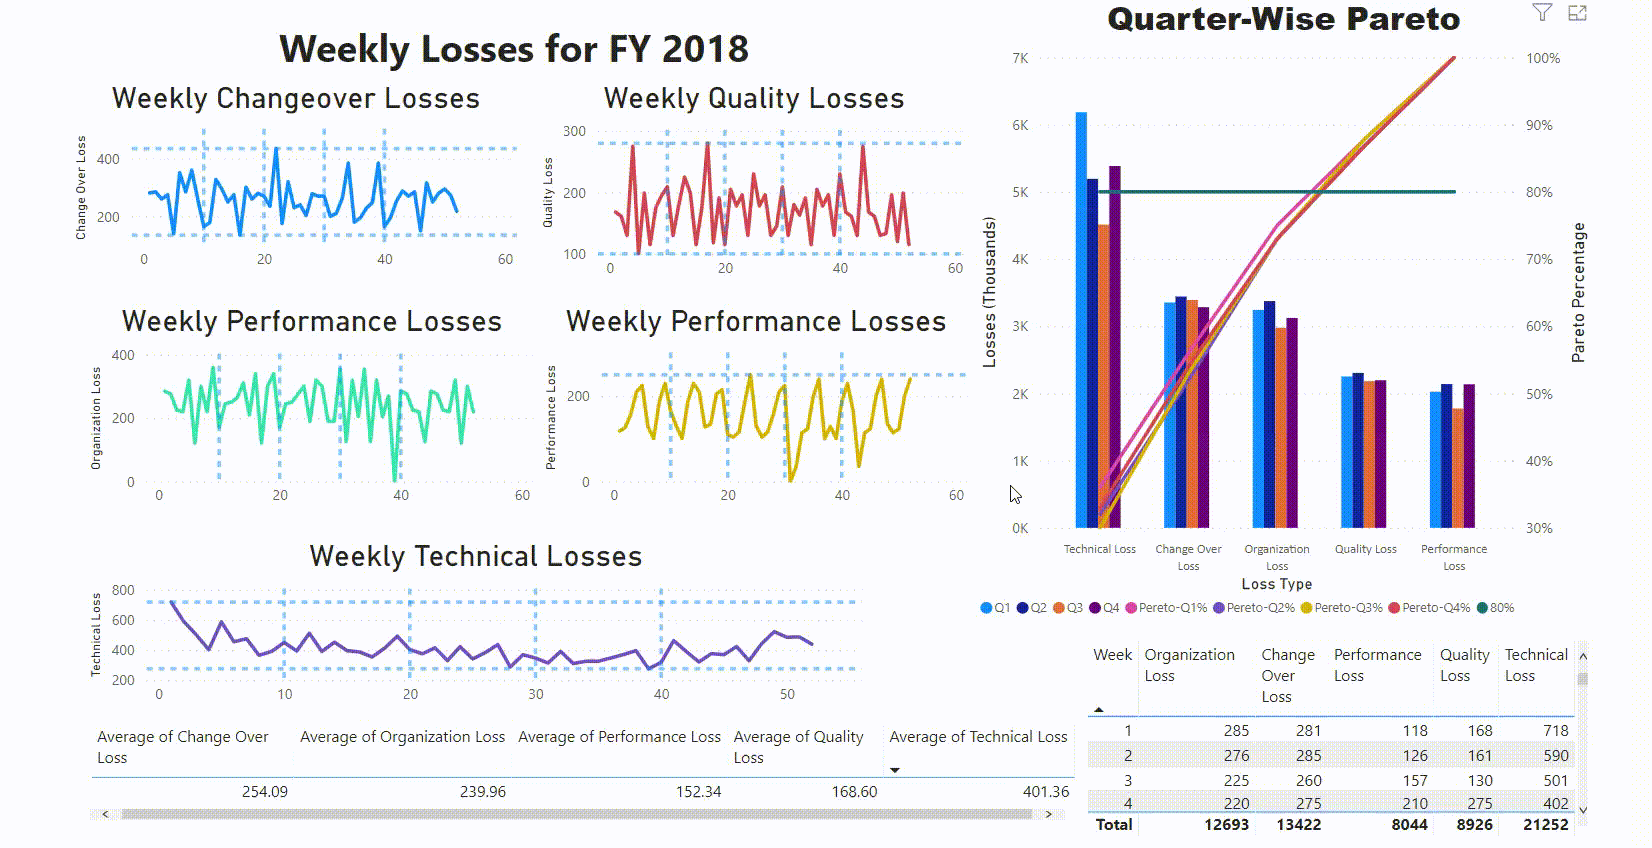 Weekly Losses for FY 2018
Weekly Changeover Losses
Change Over Loss
400
200
0
20
40
60
Weekly Quality Losses
Quality Loss
300
200
100
0
20
40
60
Weekly Performance Losses
Organization Loss
400
200
0
0
20
40
60
Weekly Performance Losses
Performance Loss
200
0
0
20
40
60
Weekly Technical Losses
Technical Loss
800
600
400
200
0
10
20
30
40
50
Average of Change Over
Loss
Average of Organization Loss
Average of Performance Loss
Average of Quality
Loss
Average of Technical Loss
254.09 239.96 152.34 168.60 401.36
Quarter-Wise Pareto
Losses (Thousands)
7K
6K
5K
4K
3K
2K
1K
0K
100%
90%
80%
70%
60%
50%
40%
30%
Pareto Percentage
Technical Loss
Change Over
Loss
Organization
Loss
Quality Loss
Performance
Loss
Loss Type
Q1 Q2 Q3 Q4 Pereto-Q1% Pereto-Q2% Pereto-Q3% Pereto-Q4% 80%
Week
Organization
Loss
Change
Over
Loss
Performance
Loss
Quality
Loss
Technical
Loss
1 285 281 118 168 718
2 276 285 126 161 590
3 225 260 157 130 501
4 220 275 210 275 402
Total 12693 13422 8044 8926 21252